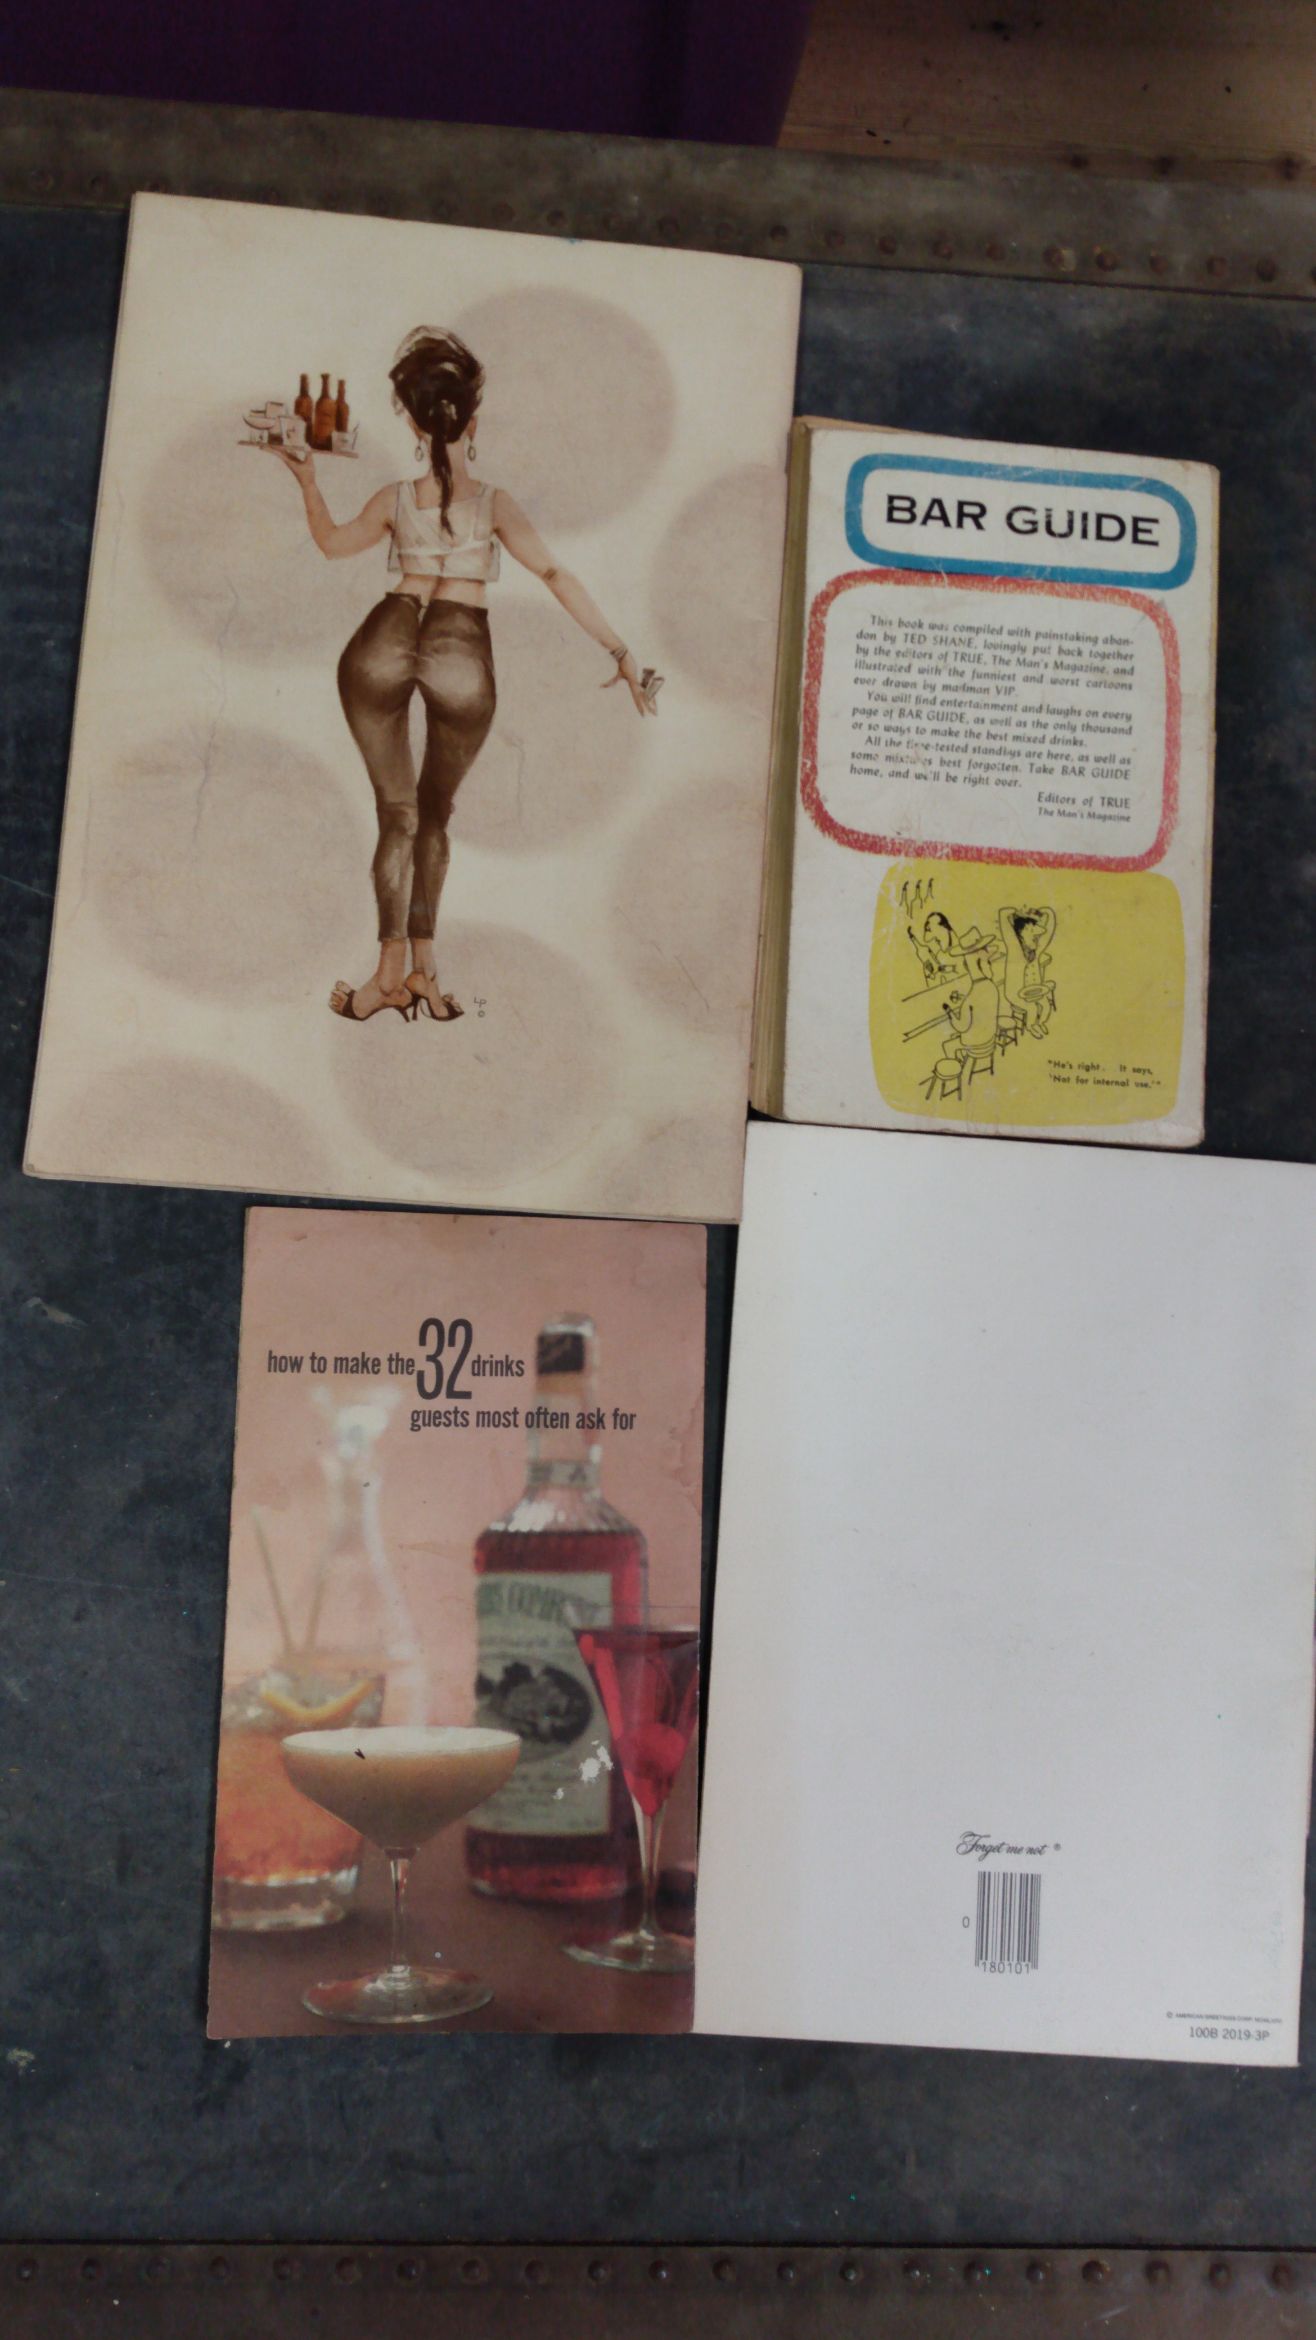 LP
BAR GUIDE
This book was compiled with painstaking aban-
don by TED SHANE, lovingly put back together
by the editors of TRUE, The Man's Magazine, and
illustrated with the funniest and worst cartoons
ever drawn by madman VIP.
You will find entertainment and laughs on every
page of BAR GUIDE, as well as the only thousand
or so ways to make the best mixed drinks.
All the time-tested standbys are here, as well as
some mixtures best forgotten. Take BAR GUIDE
home, and we'll be right over.
Editors of TRUE
The Man's Magazine
"He's right. . It says,
'Not for internal use.'"
how to make the 32 drinks
guests most often ask for
Forget me not ®
0
180101
© AMERICAN GREETINGS CORP.
100B 2019-3P